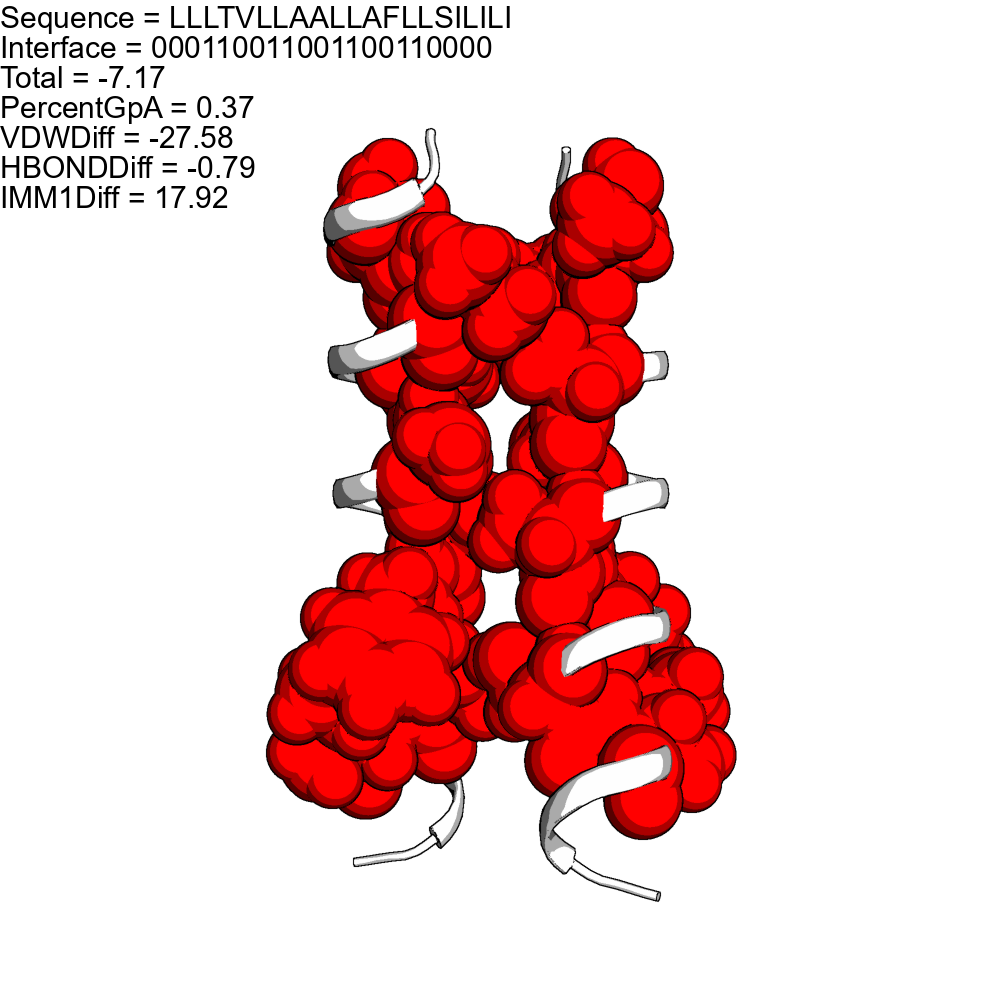 Sequence = LLLTVLLAALLAFLLSILILI
Interface = 000110011001100110000
Total = -7.17
PercentGpA = 0.37
VDWDiff = -27.58
HBONDDiff = -0.79
IMM1Diff = 17.92